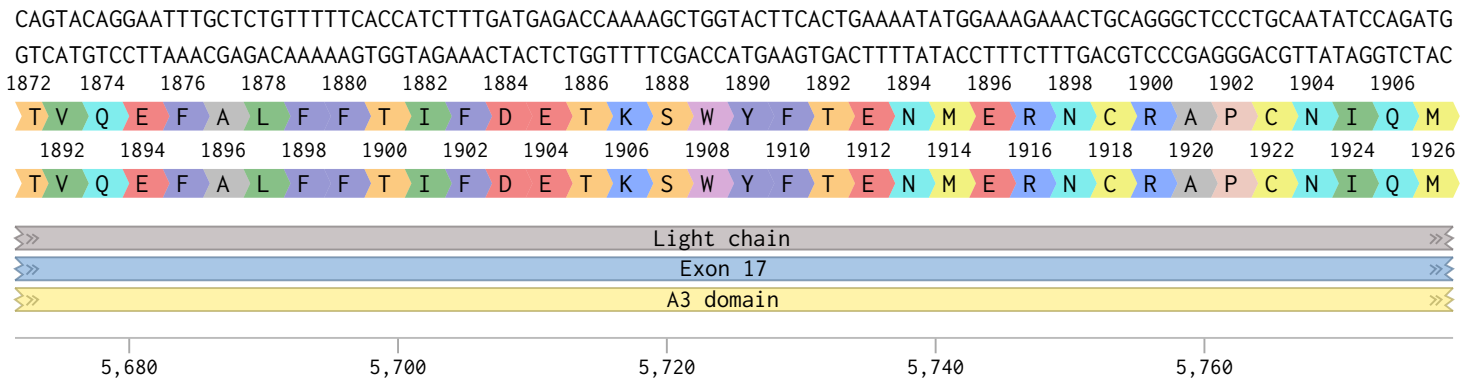 CAGTACAGGAATTTGCTCTGTTTTTCACCATCTTTGATGAGACCAAAAGCTGGTACTTCACTGAAAATATGGAAAGAAACTGCAGGGCTCCCTGCAATATCCAGATG
GTCATGTCCTTAAACGAGACAAAAAGTGGTAGAAACTACTCTGGTTTTCGACCATGAAGTGACTTTTATACCTTTCTTTGACGTCCCGAGGGACGTTATAGGTCTAC
1872 1874 1876 1878 1880 1882 1884 1886 1888 1890 1892 1894 1896 1898 1900 1902 1904 1906
T V Q E F A L F F T I F D E T K S W Y F T E N M E R N C R A P C N I Q M
1892 1894 1896 1898 1900 1902 1904 1906 1908 1910 1912 1914 1916 1918 1920 1922 1924 1926
T V Q E F A L F F T I F D E T K S W Y F T E N M E R N C R A P C N I Q M
Light chain
Exon 17
A3 domain
5,680 5,700 5,720 5,740 5,760